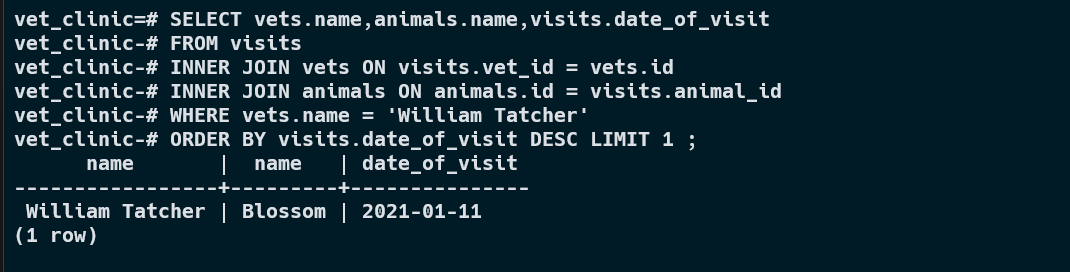 vet_clinic=# SELECT vets.name,animals.name,visits.date_of_visit
vet_clinic-# FROM visits
vet_clinic-# INNER JOIN vets ON visits.vet_id = vets.id
vet_clinic-# INNER JOIN animals ON animals.id = visits.animal_id
vet_clinic-# WHERE vets.name = 'William Tatcher'
vet_clinic-# ORDER BY visits.date_of_visit DESC LIMIT 1 ;
      name       |  name   | date_of_visit
-----------------+---------+---------------
 William Tatcher | Blossom | 2021-01-11
(1 row)